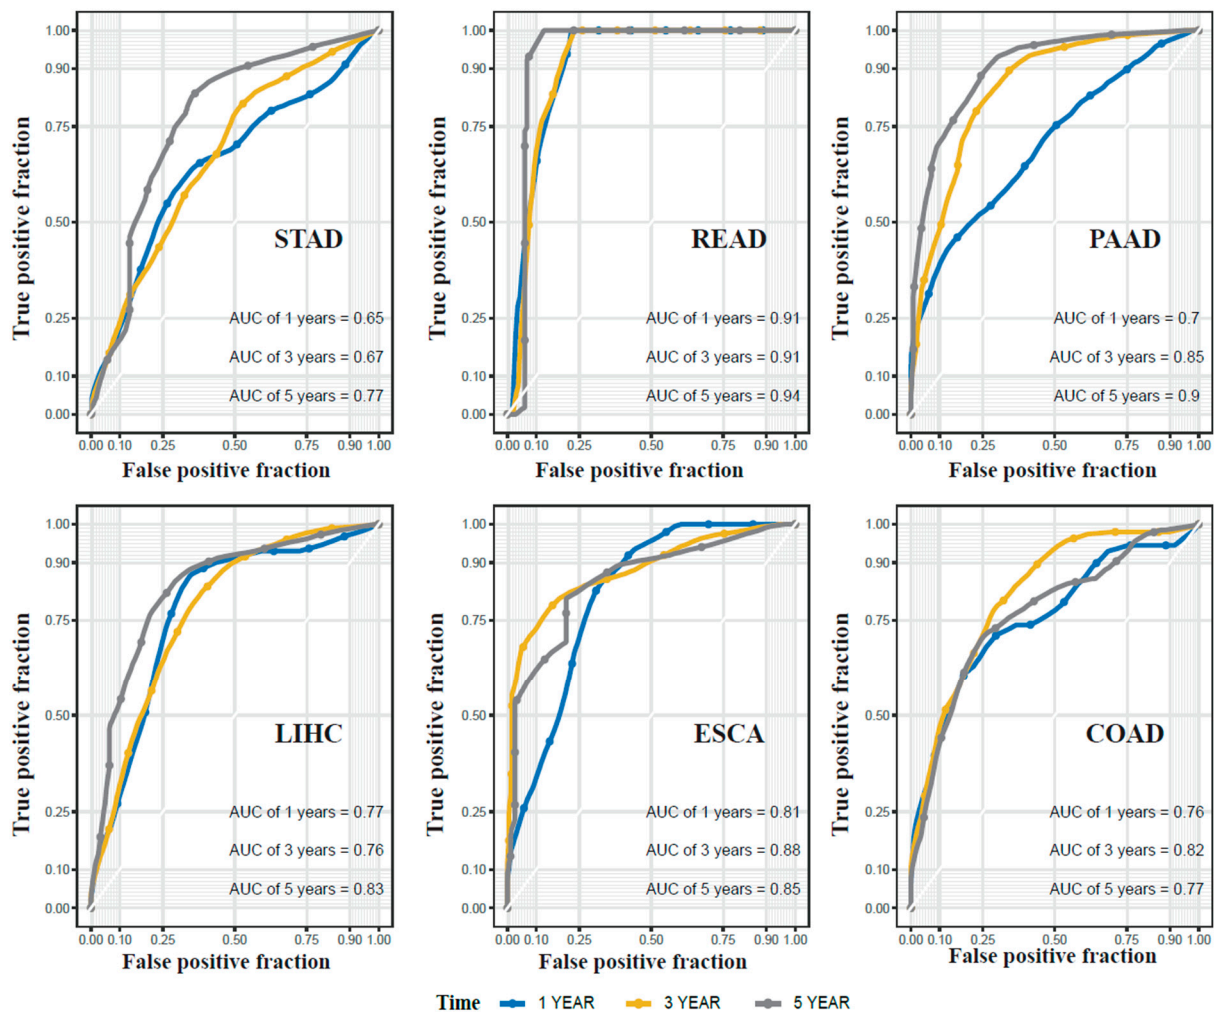 True positive fraction
1.00
0.90
0.75
0.50
0.25
0.10
0.00
STAD
AUC of 1 years = 0.65
AUC of 3 years = 0.67
AUC of 5 years = 0.77
0.00 0.10 0.25 0.50 0.75 0.90 1.00
False positive fraction
True positive fraction
1.00
0.90
0.75
0.50
0.25
0.10
0.00
READ
AUC of 1 years = 0.91
AUC of 3 years = 0.91
AUC of 5 years = 0.94
0.00 0.10 0.25 0.50 0.75 0.90 1.00
False positive fraction
True positive fraction
1.00
0.90
0.75
0.50
0.25
0.10
0.00
PAAD
AUC of 1 years = 0.7
AUC of 3 years = 0.85
AUC of 5 years = 0.9
0.00 0.10 0.25 0.50 0.75 0.90 1.00
False positive fraction
True positive fraction
1.00
0.90
0.75
0.50
0.25
0.10
0.00
LIHC
AUC of 1 years = 0.77
AUC of 3 years = 0.76
AUC of 5 years = 0.83
0.00 0.10 0.25 0.50 0.75 0.90 1.00
False positive fraction
True positive fraction
1.00
0.90
0.75
0.50
0.25
0.10
0.00
ESCA
AUC of 1 years = 0.81
AUC of 3 years = 0.88
AUC of 5 years = 0.85
0.00 0.10 0.25 0.50 0.75 0.90 1.00
False positive fraction
True positive fraction
1.00
0.90
0.75
0.50
0.25
0.10
0.00
COAD
AUC of 1 years = 0.76
AUC of 3 years = 0.82
AUC of 5 years = 0.77
0.00 0.10 0.25 0.50 0.75 0.90 1.00
False positive fraction
Time 1 YEAR 3 YEAR 5 YEAR